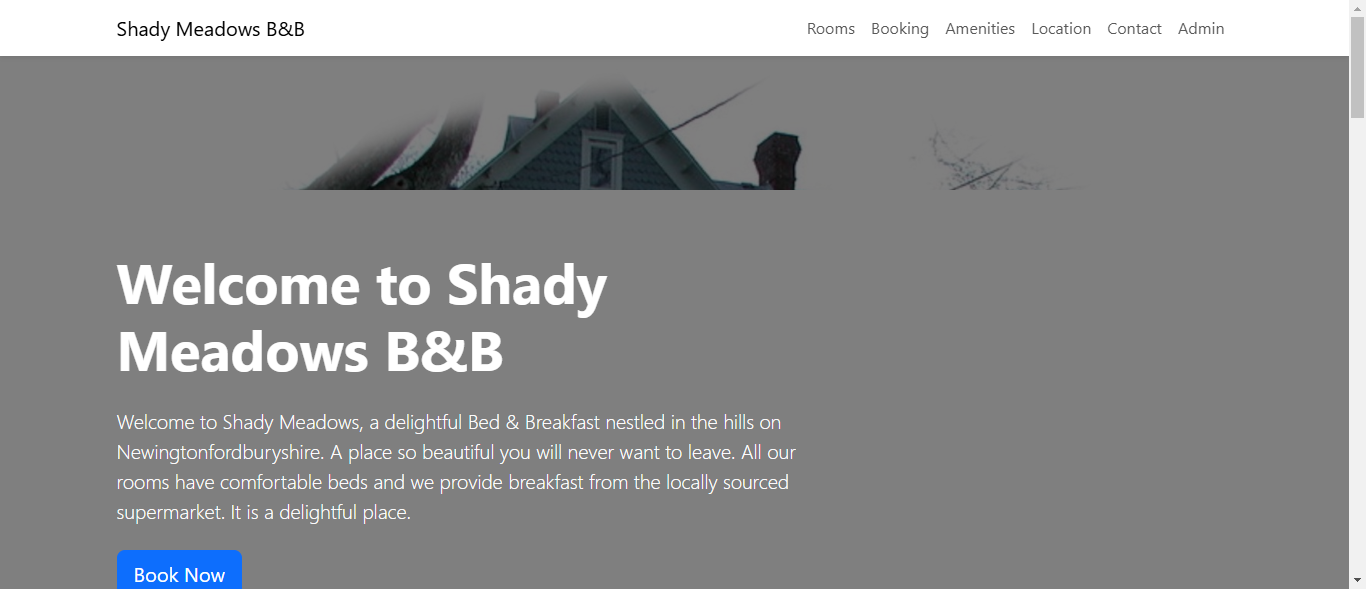 Shady Meadows B&B
Rooms Booking Amenities Location Contact Admin
Welcome to Shady
Meadows B&B
Welcome to Shady Meadows, a delightful Bed & Breakfast nestled in the hills on
Newingtonfordburyshire. A place so beautiful you will never want to leave. All our
rooms have comfortable beds and we provide breakfast from the locally sourced
supermarket. It is a delightful place.
Book Now